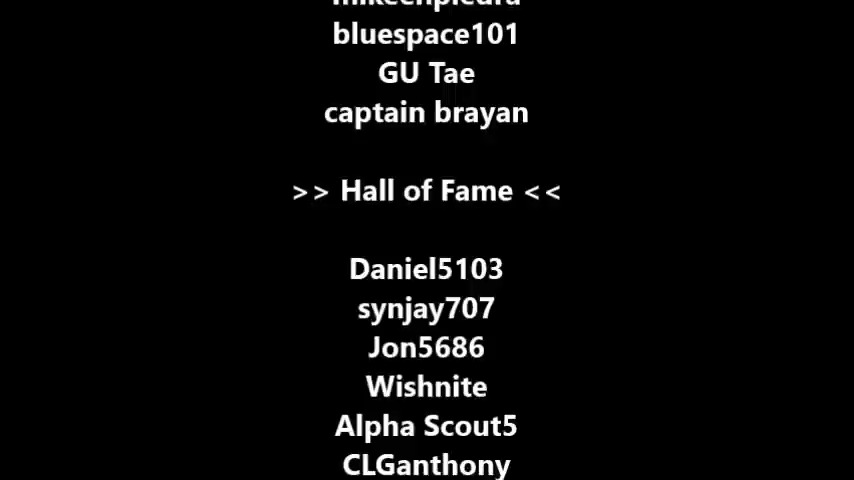 bluespace101
GU Tae
captain brayan
>> Hall of Fame <<
Daniel5103
synjay707
Jon5686
Wishnite
Alpha Scout5
CLGanthony